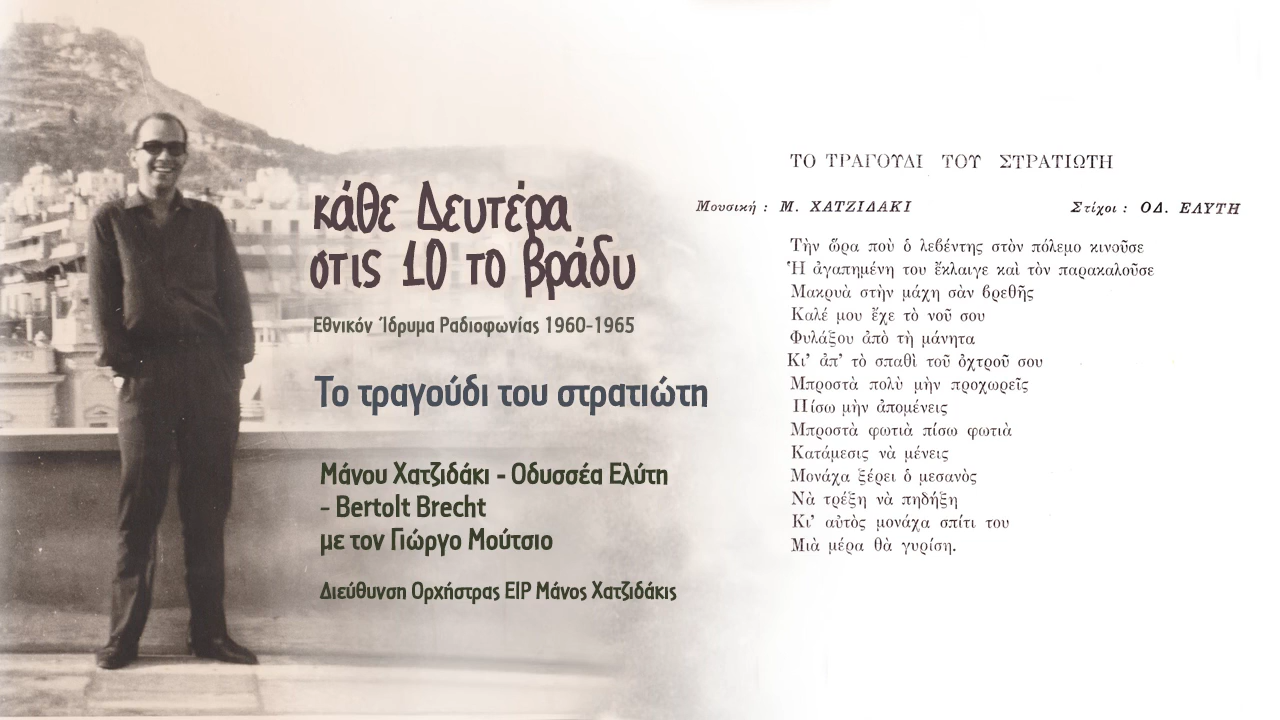 κάθε Δευτέρα
στις 10 το βράδυ
Εθνικόν Ίδρυμα Ραδιοφωνίας 1960-1965
Το τραγούδι του στρατιώτη
Μάνου Χατζιδάκι - Οδυσσέα Ελύτη
- Bertolt Brecht
με τον Γιώργο Μούτσιο
Διεύθυνση Ορχήστρας ΕΙΡ Μάνος Χατζιδάκις
ΤΟ ΤΡΑΓΟΥΔΙ ΤΟΥ ΣΤΡΑΤΙΩΤΗ
Μουσική : Μ. ΧΑΤΖΙΔΑΚΙ Στίχοι : ΟΔ. ΕΛΥΤΗ
Τὴν ὥρα ποὺ ὁ λεβέντης στὸν πόλεμο κινοῦσε
Ἡ ἀγαπημένη του ἔκλαιγε καὶ τὸν παρακαλοῦσε
Μακρυὰ στὴν μάχη σὰν βρεθῆς
Καλέ μου ἔχε τὸ νοῦ σου
Φυλάξου ἀπὸ τὴ μάνητα
Κι' ἀπ' τὸ σπαθὶ τοῦ ὀχτροῦ σου
Μπροστὰ πολὺ μὴν προχωρεῖς
Πίσω μὴν ἀπομένεις
Μπροστὰ φωτιὰ πίσω φωτιὰ
Κατάμεσις νὰ μένεις
Μονάχα ξέρει ὁ μεσανὸς
Νὰ τρέξη νὰ πηδήξη
Κι' αὐτὸς μονάχα σπίτι του
Μιὰ μέρα θὰ γυρίση.